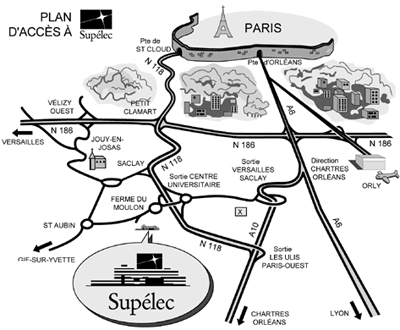 PLAN
D'ACCÈS À Supélec
PARIS
Pte de
ST CLOUD
Pte d'ORLÉANS
N 118
A6
VÉLIZY
OUEST
PETIT
CLAMART
N 186
N 186
N 186
VERSAILLES
JOUY-EN-
JOSAS
SACLAY
N 118
Sortie
VERSAILLES
SACLAY
Direction
CHARTRES
ORLÉANS
ORLY
Sortie CENTRE
UNIVERSITAIRE
FERME DU
MOULON
X
ST AUBIN
A10
A6
N 118
GIF-SUR-YVETTE
Sortie
LES ULIS
PARIS-OUEST
Supélec
CHARTRES
ORLÉANS
LYON